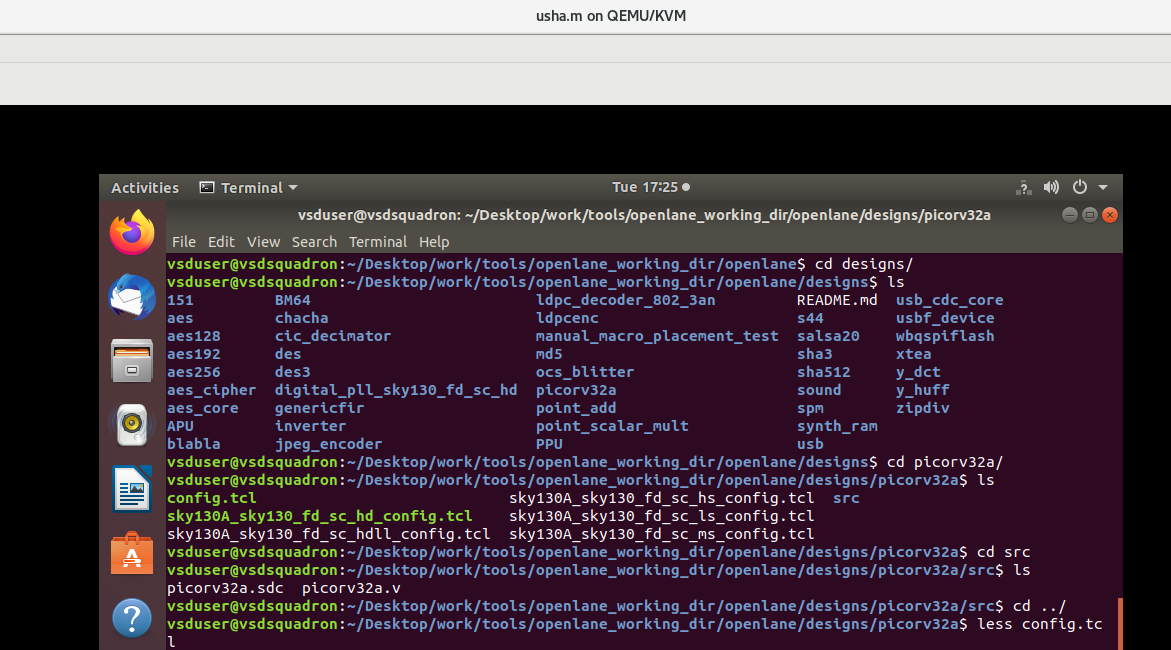 usha.m on QEMU/KVM
Activities Terminal Tue 17:25
vsduser@vsdsquadron: ~/Desktop/work/tools/openlane_working_dir/openlane/designs/picorv32a
File Edit View Search Terminal Help
vsduser@vsdsquadron:~/Desktop/work/tools/openlane_working_dir/openlane$ cd designs/
vsduser@vsdsquadron:~/Desktop/work/tools/openlane_working_dir/openlane/designs$ ls
151 BM64 ldpc_decoder_802_3an README.md usb_cdc_core
aes chacha ldpcenc s44 usbf_device
aes128 cic_decimator manual_macro_placement_test salsa20 wbqspiflash
aes192 des md5 sha3 xtea
aes256 des3 ocs_blitter sha512 y_dct
aes_cipher digital_pll_sky130_fd_sc_hd picorv32a sound y_huff
aes_core genericfir point_add spm zipdiv
APU inverter point_scalar_mult synth_ram
blabla jpeg_encoder PPU usb
vsduser@vsdsquadron:~/Desktop/work/tools/openlane_working_dir/openlane/designs$ cd picorv32a/
vsduser@vsdsquadron:~/Desktop/work/tools/openlane_working_dir/openlane/designs/picorv32a$ ls
config.tcl sky130A_sky130_fd_sc_hs_config.tcl src
sky130A_sky130_fd_sc_hd_config.tcl sky130A_sky130_fd_sc_ls_config.tcl
sky130A_sky130_fd_sc_hdll_config.tcl sky130A_sky130_fd_sc_ms_config.tcl
vsduser@vsdsquadron:~/Desktop/work/tools/openlane_working_dir/openlane/designs/picorv32a$ cd src
vsduser@vsdsquadron:~/Desktop/work/tools/openlane_working_dir/openlane/designs/picorv32a/src$ ls
picorv32a.sdc picorv32a.v
vsduser@vsdsquadron:~/Desktop/work/tools/openlane_working_dir/openlane/designs/picorv32a/src$ cd ../
vsduser@vsdsquadron:~/Desktop/work/tools/openlane_working_dir/openlane/designs/picorv32a$ less config.tc
l